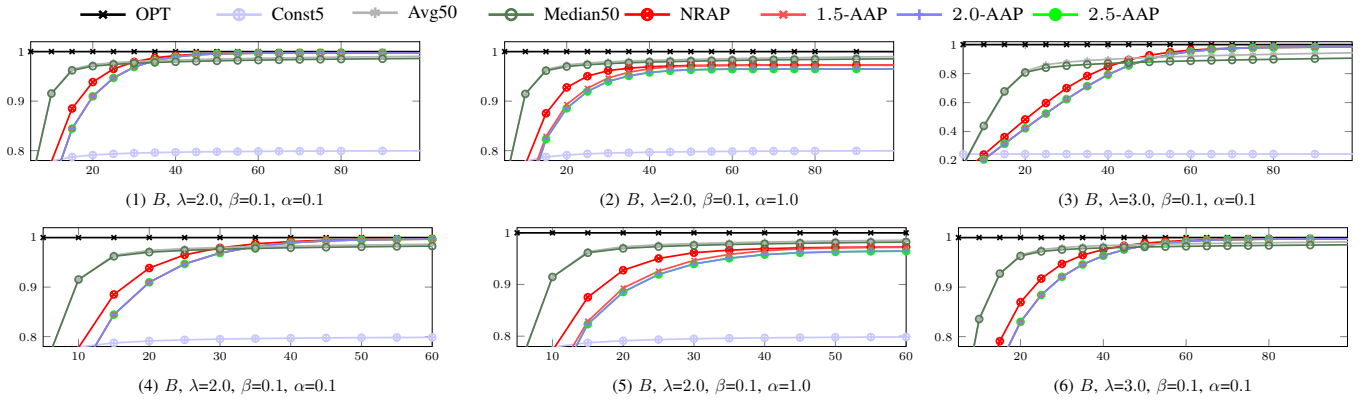 OPT Const5 Avg50 Median50 NRAP 1.5-AAP 2.0-AAP 2.5-AAP
1 0.9 0.8
20 40 60 80
(1) B, λ=2.0, β=0.1, α=0.1
1 0.9 0.8
20 40 60 80
(2) B, λ=2.0, β=0.1, α=1.0
1 0.8 0.6 0.4 0.2
20 40 60 80
(3) B, λ=3.0, β=0.1, α=0.1
1 0.9 0.8
10 20 30 40 50 60
(4) B, λ=2.0, β=0.1, α=0.1
1 0.9 0.8
10 20 30 40 50 60
(5) B, λ=2.0, β=0.1, α=1.0
1 0.9 0.8
20 40 60 80
(6) B, λ=3.0, β=0.1, α=0.1